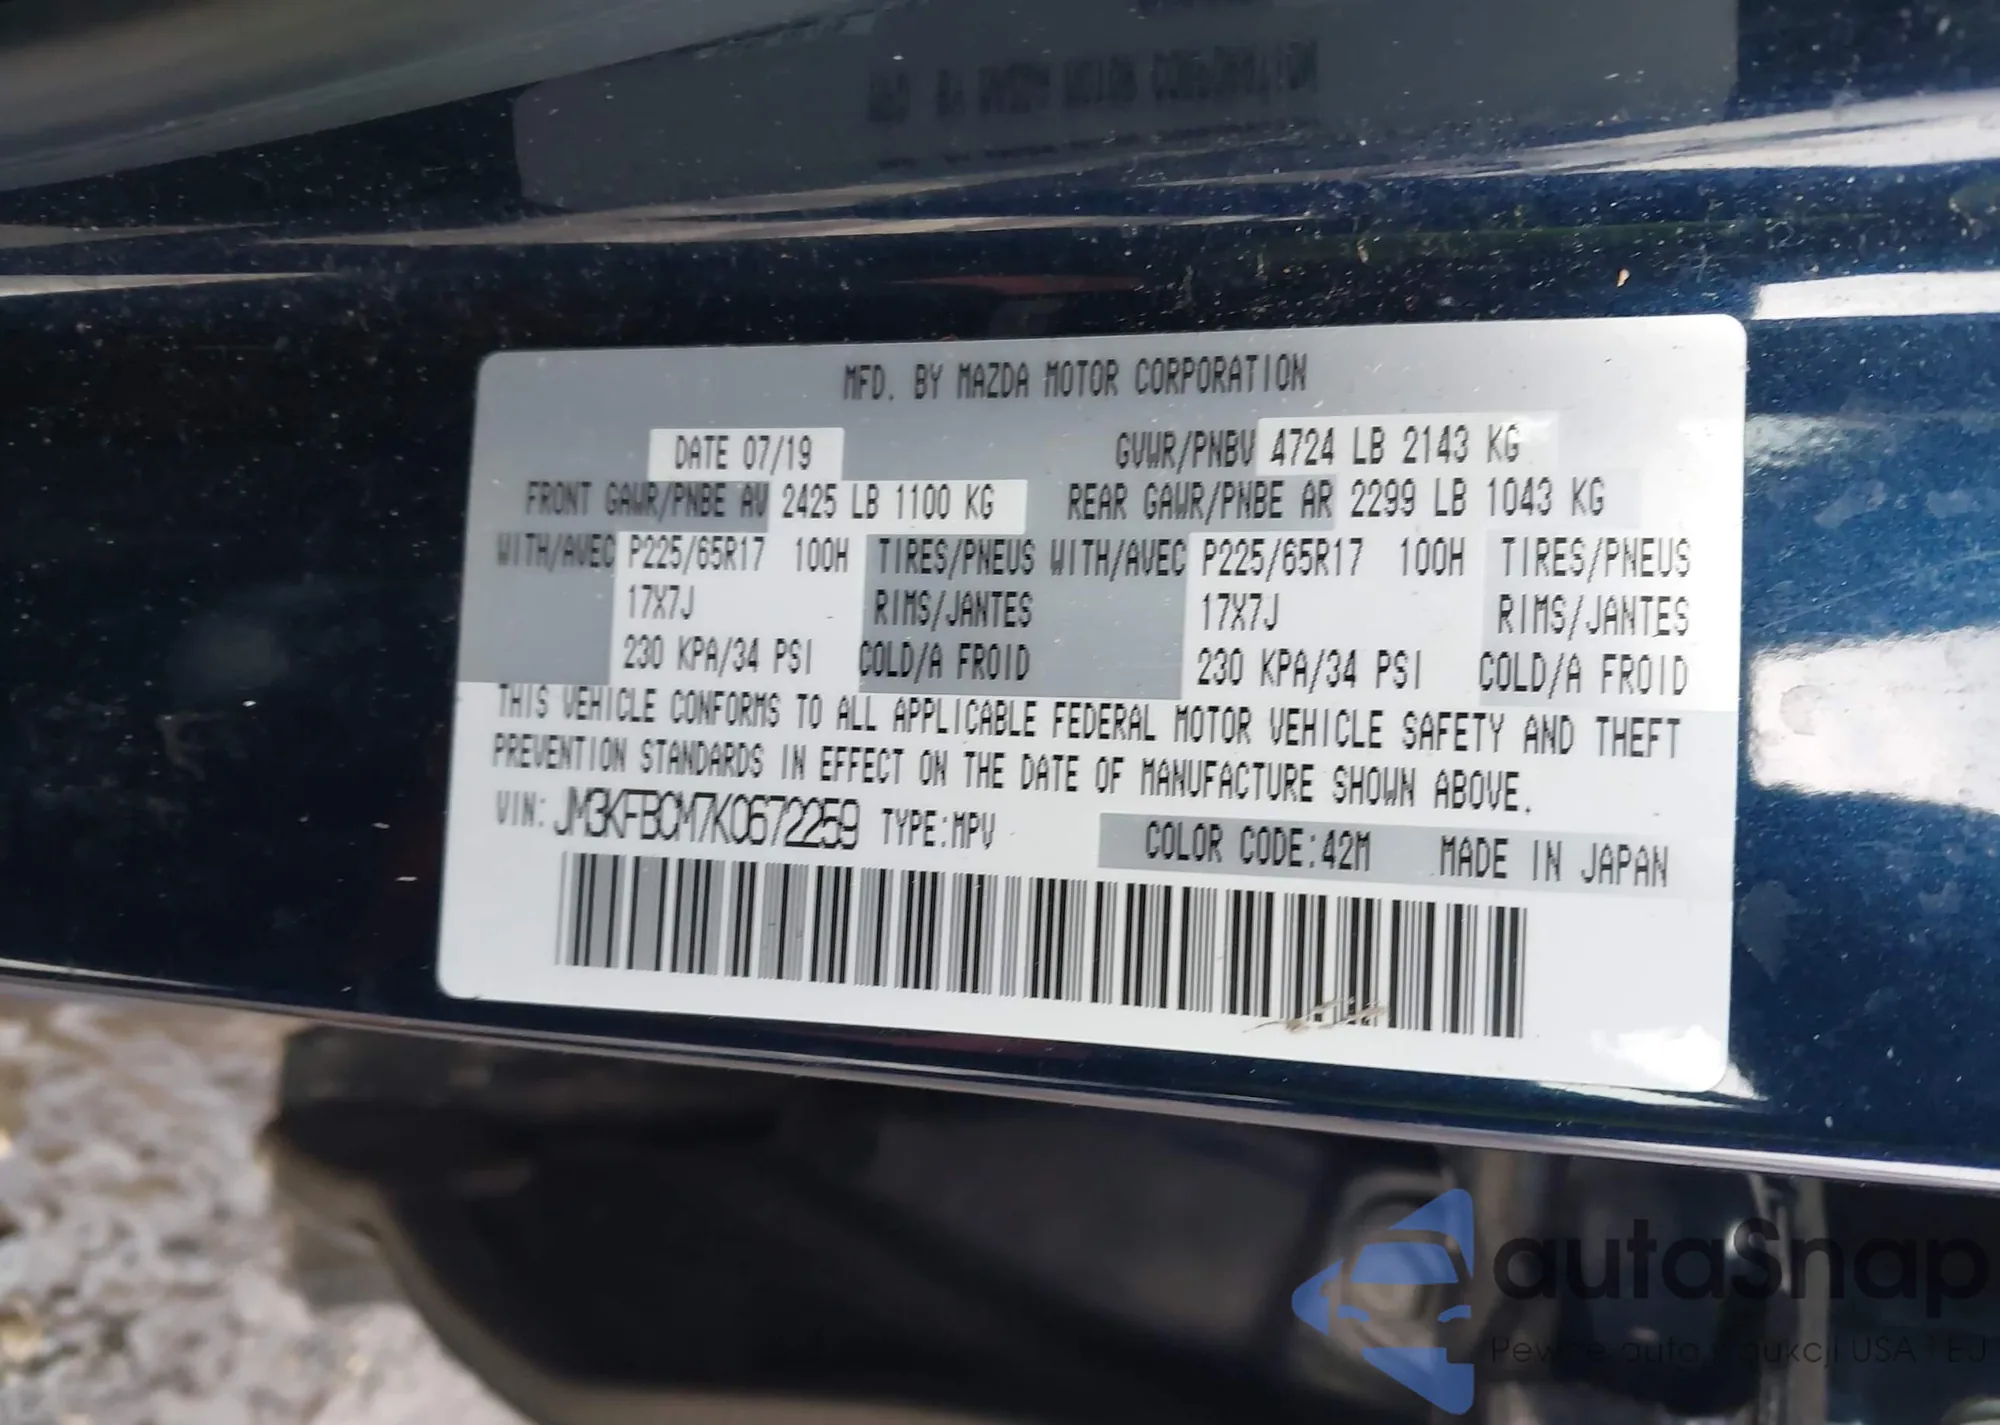 MFD. BY MAZDA MOTOR CORPORATION
DATE 07/19 GVWR/PNBV 4724 LB 2143 KG
FRONT GAWR/PNBE AV 2425 LB 1100 KG REAR GAWR/PNBE AR 2299 LB 1043 KG
WITH/AVEC P225/65R17 100H TIRES/PNEUS WITH/AVEC P225/65R17 100H TIRES/PNEUS
17X7J RIMS/JANTES 17X7J RIMS/JANTES
230 KPA/34 PSI COLD/A FROID 230 KPA/34 PSI COLD/A FROID
THIS VEHICLE CONFORMS TO ALL APPLICABLE FEDERAL MOTOR VEHICLE SAFETY AND THEFT
PREVENTION STANDARDS IN EFFECT ON THE DATE OF MANUFACTURE SHOWN ABOVE.
VIN: JM3KFBCM7K0672259 TYPE:MPV COLOR CODE:42M MADE IN JAPAN
autaSnap
Pewne auta USA